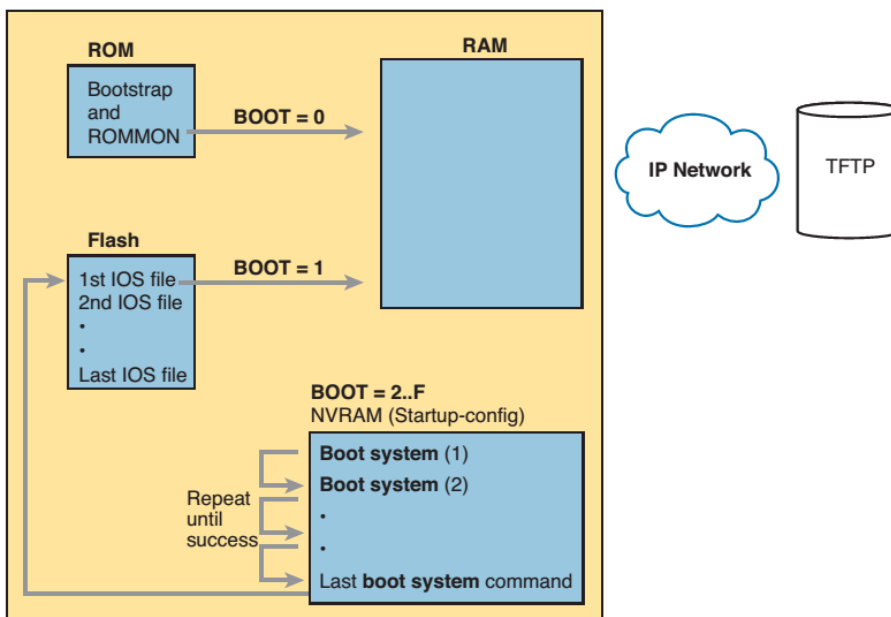 ROM
Bootstrap
and
ROMMON
BOOT = 0
RAM
IP Network
TFTP
Flash
1st IOS file
2nd IOS file
•
•
Last IOS file
BOOT = 1
BOOT = 2..F
NVRAM (Startup-config)
Boot system (1)
Boot system (2)
•
•
Last boot system command
Repeat
until
success